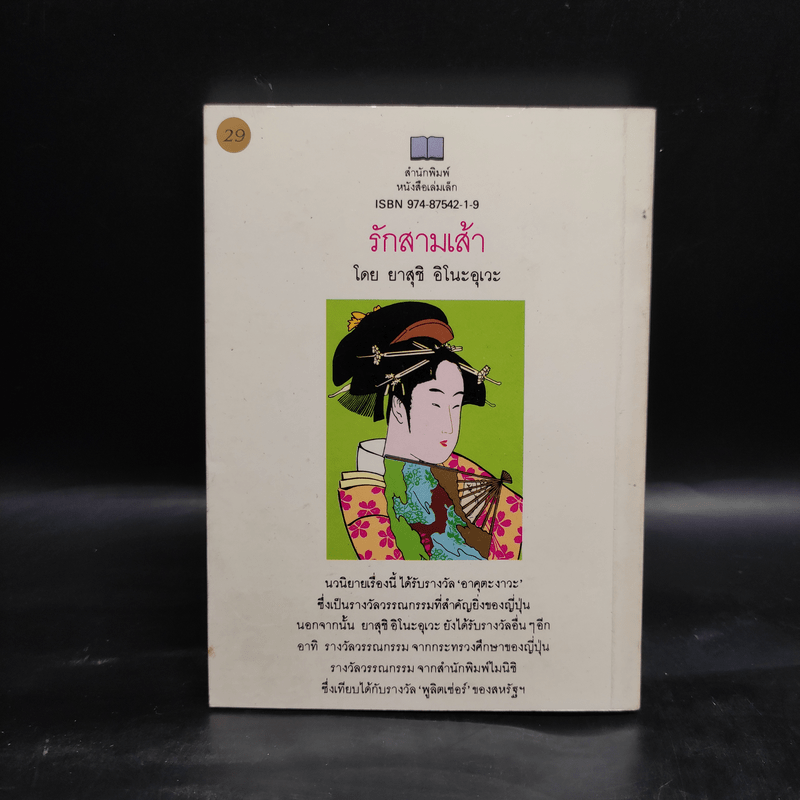 29
สำนักพิมพ์
หนังสือเล่มเล็ก
ISBN 974-87542-1-9
รักสามเส้า
โดย ยาสุชิ อิโนะอุเวะ
นวนิยายเรื่องนี้ ได้รับรางวัล ‘อาคุตะงาวะ’
ซึ่งเป็นรางวัลวรรณกรรมที่สำคัญยิ่งของญี่ปุ่น
นอกจากนั้น ยาสุชิ อิโนะอุเวะ ยังได้รับรางวัลอื่น ๆ อีก
อาทิ รางวัลวรรณกรรม จากกระทรวงศึกษาของญี่ปุ่น
รางวัลวรรณกรรม จากสำนักพิมพ์ไมนิชิ
ซึ่งเทียบได้กับรางวัล ‘พูลิตเซ่อร์’ ของสหรัฐฯ